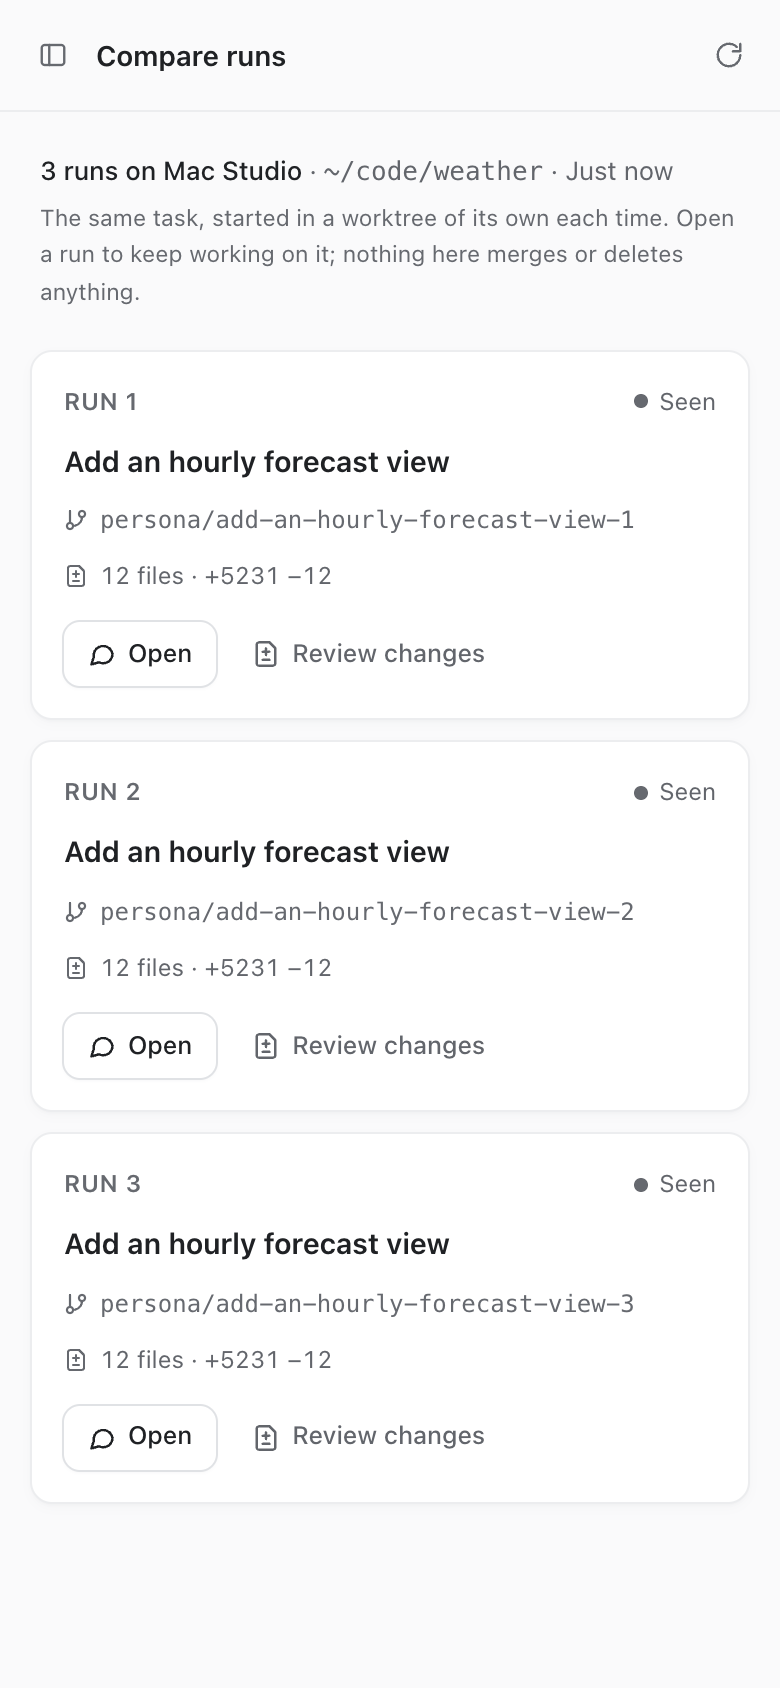 Compare runs
3 runs on Mac Studio · ~/code/weather · Just now
The same task, started in a worktree of its own each time. Open
a run to keep working on it; nothing here merges or deletes
anything.
RUN 1
Seen
Add an hourly forecast view
persona/add-an-hourly-forecast-view-1
12 files · +5231 −12
Open
Review changes
RUN 2
Seen
Add an hourly forecast view
persona/add-an-hourly-forecast-view-2
12 files · +5231 −12
Open
Review changes
RUN 3
Seen
Add an hourly forecast view
persona/add-an-hourly-forecast-view-3
12 files · +5231 −12
Open
Review changes